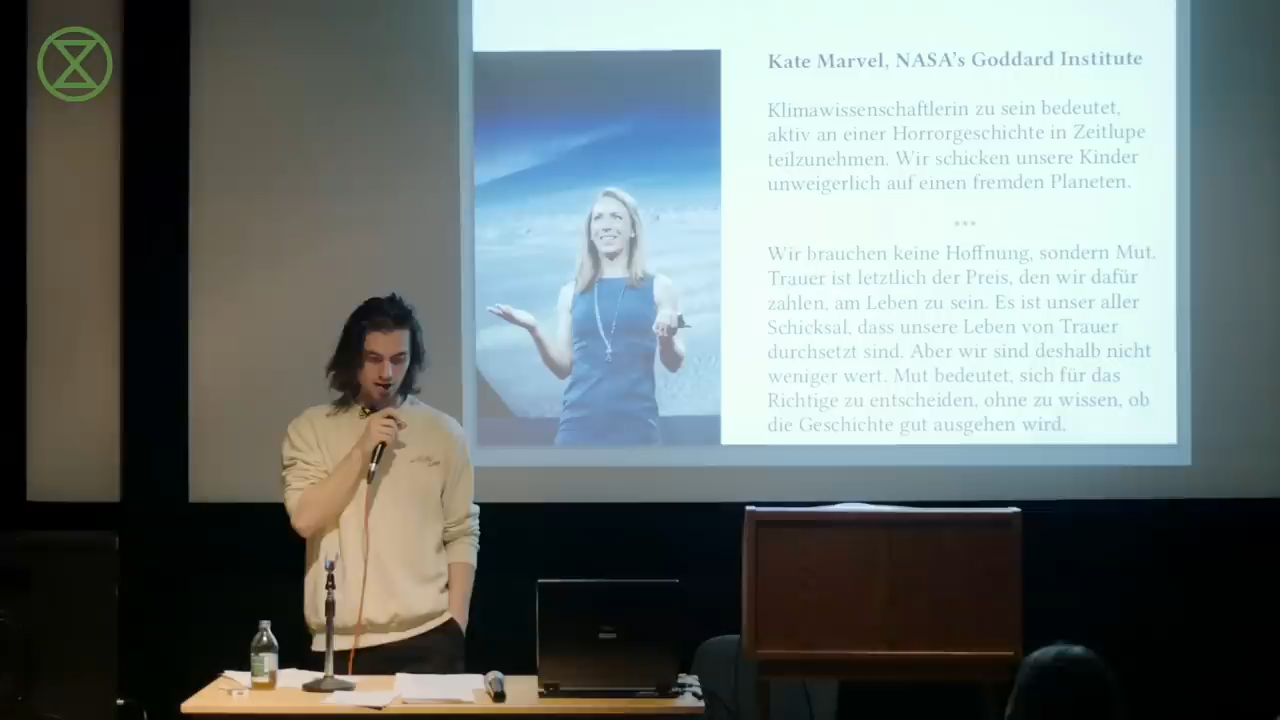 Kate Marvel, NASA's Goddard Institute
Klimawissenschaftlerin zu sein bedeutet,
aktiv an einer Horrorgeschichte in Zeitlupe
teilzunehmen. Wir schicken unsere Kinder
unweigerlich auf einen fremden Planeten.
***
Wir brauchen keine Hoffnung, sondern Mut.
Trauer ist letztlich der Preis, den wir dafür
zahlen, am Leben zu sein. Es ist unser aller
Schicksal, dass unsere Leben von Trauer
durchsetzt sind. Aber wir sind deshalb nicht
weniger wert. Mut bedeutet, sich für das
Richtige zu entscheiden, ohne zu wissen, ob
die Geschichte gut ausgehen wird.